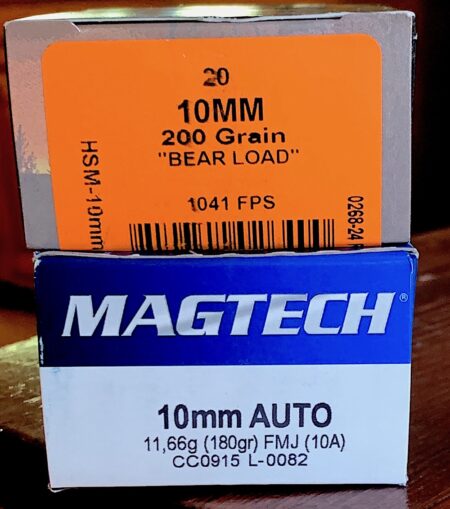 20
10MM
200 Grain
"BEAR LOAD"
1041 FPS
HSM-10mm
0268-24
MAGTECH®
10mm AUTO
11,66g (180gr) FMJ (10A)
CC0915 L-0082